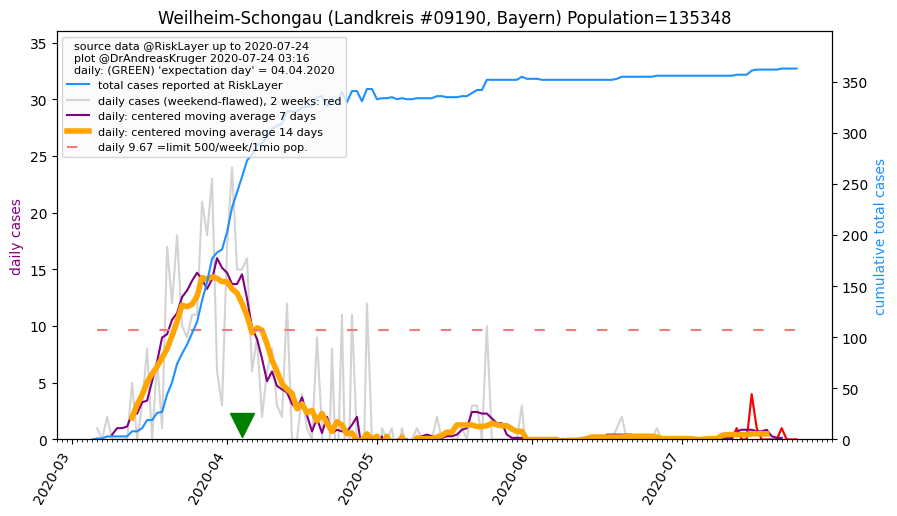 Weilheim-Schongau (Landkreis #09190, Bayern) Population=135348
source data @RiskLayer up to 2020-07-24
plot @DrAndreasKruger 2020-07-24 03:16
daily: (GREEN) 'expectation day' = 04.04.2020
total cases reported at RiskLayer
daily cases (weekend-flawed), 2 weeks: red
daily: centered moving average 7 days
daily: centered moving average 14 days
daily 9.67 =limit 500/week/1mio pop.
daily cases
35
30
25
20
15
10
5
0
cumulative total cases
350
300
250
200
150
100
50
0
2020-03
2020-04
2020-05
2020-06
2020-07